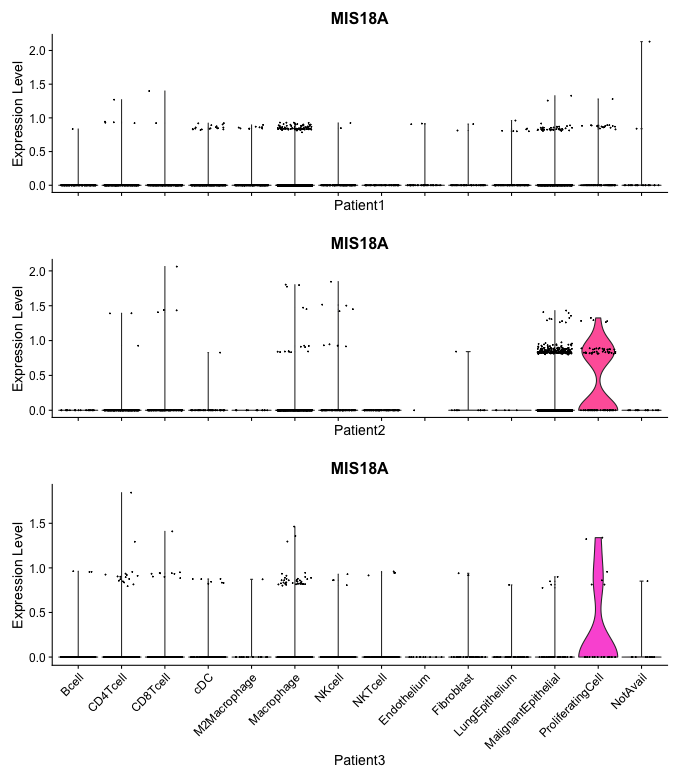 MIS18A
Expression Level
2.0
1.5
1.0
0.5
0.0
Patient1
MIS18A
Expression Level
2.0
1.5
1.0
0.5
0.0
Patient2
MIS18A
Expression Level
1.5
1.0
0.5
0.0
Bcell
CD4Tcell
CD8Tcell
cDC
M2Macrophage
Macrophage
NKcell
NKTcell
Endothelium
Fibroblast
LungEpithelium
MalignantEpithelial
ProliferatingCell
NotAvail
Patient3